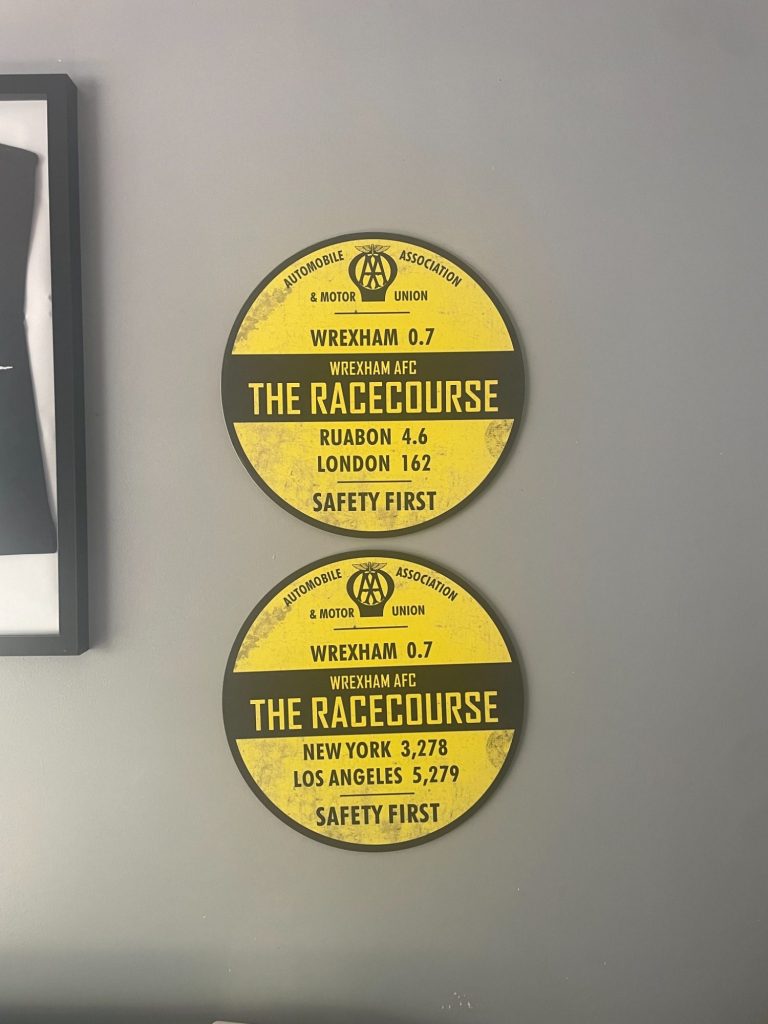 AUTOMOBILE AA ASSOCIATION
& MOTOR UNION
WREXHAM 0.7
WREXHAM AFC
THE RACECOURSE
RUABON 4.6
LONDON 162
SAFETY FIRST
AUTOMOBILE AA ASSOCIATION
& MOTOR UNION
WREXHAM 0.7
WREXHAM AFC
THE RACECOURSE
NEW YORK 3,278
LOS ANGELES 5,279
SAFETY FIRST